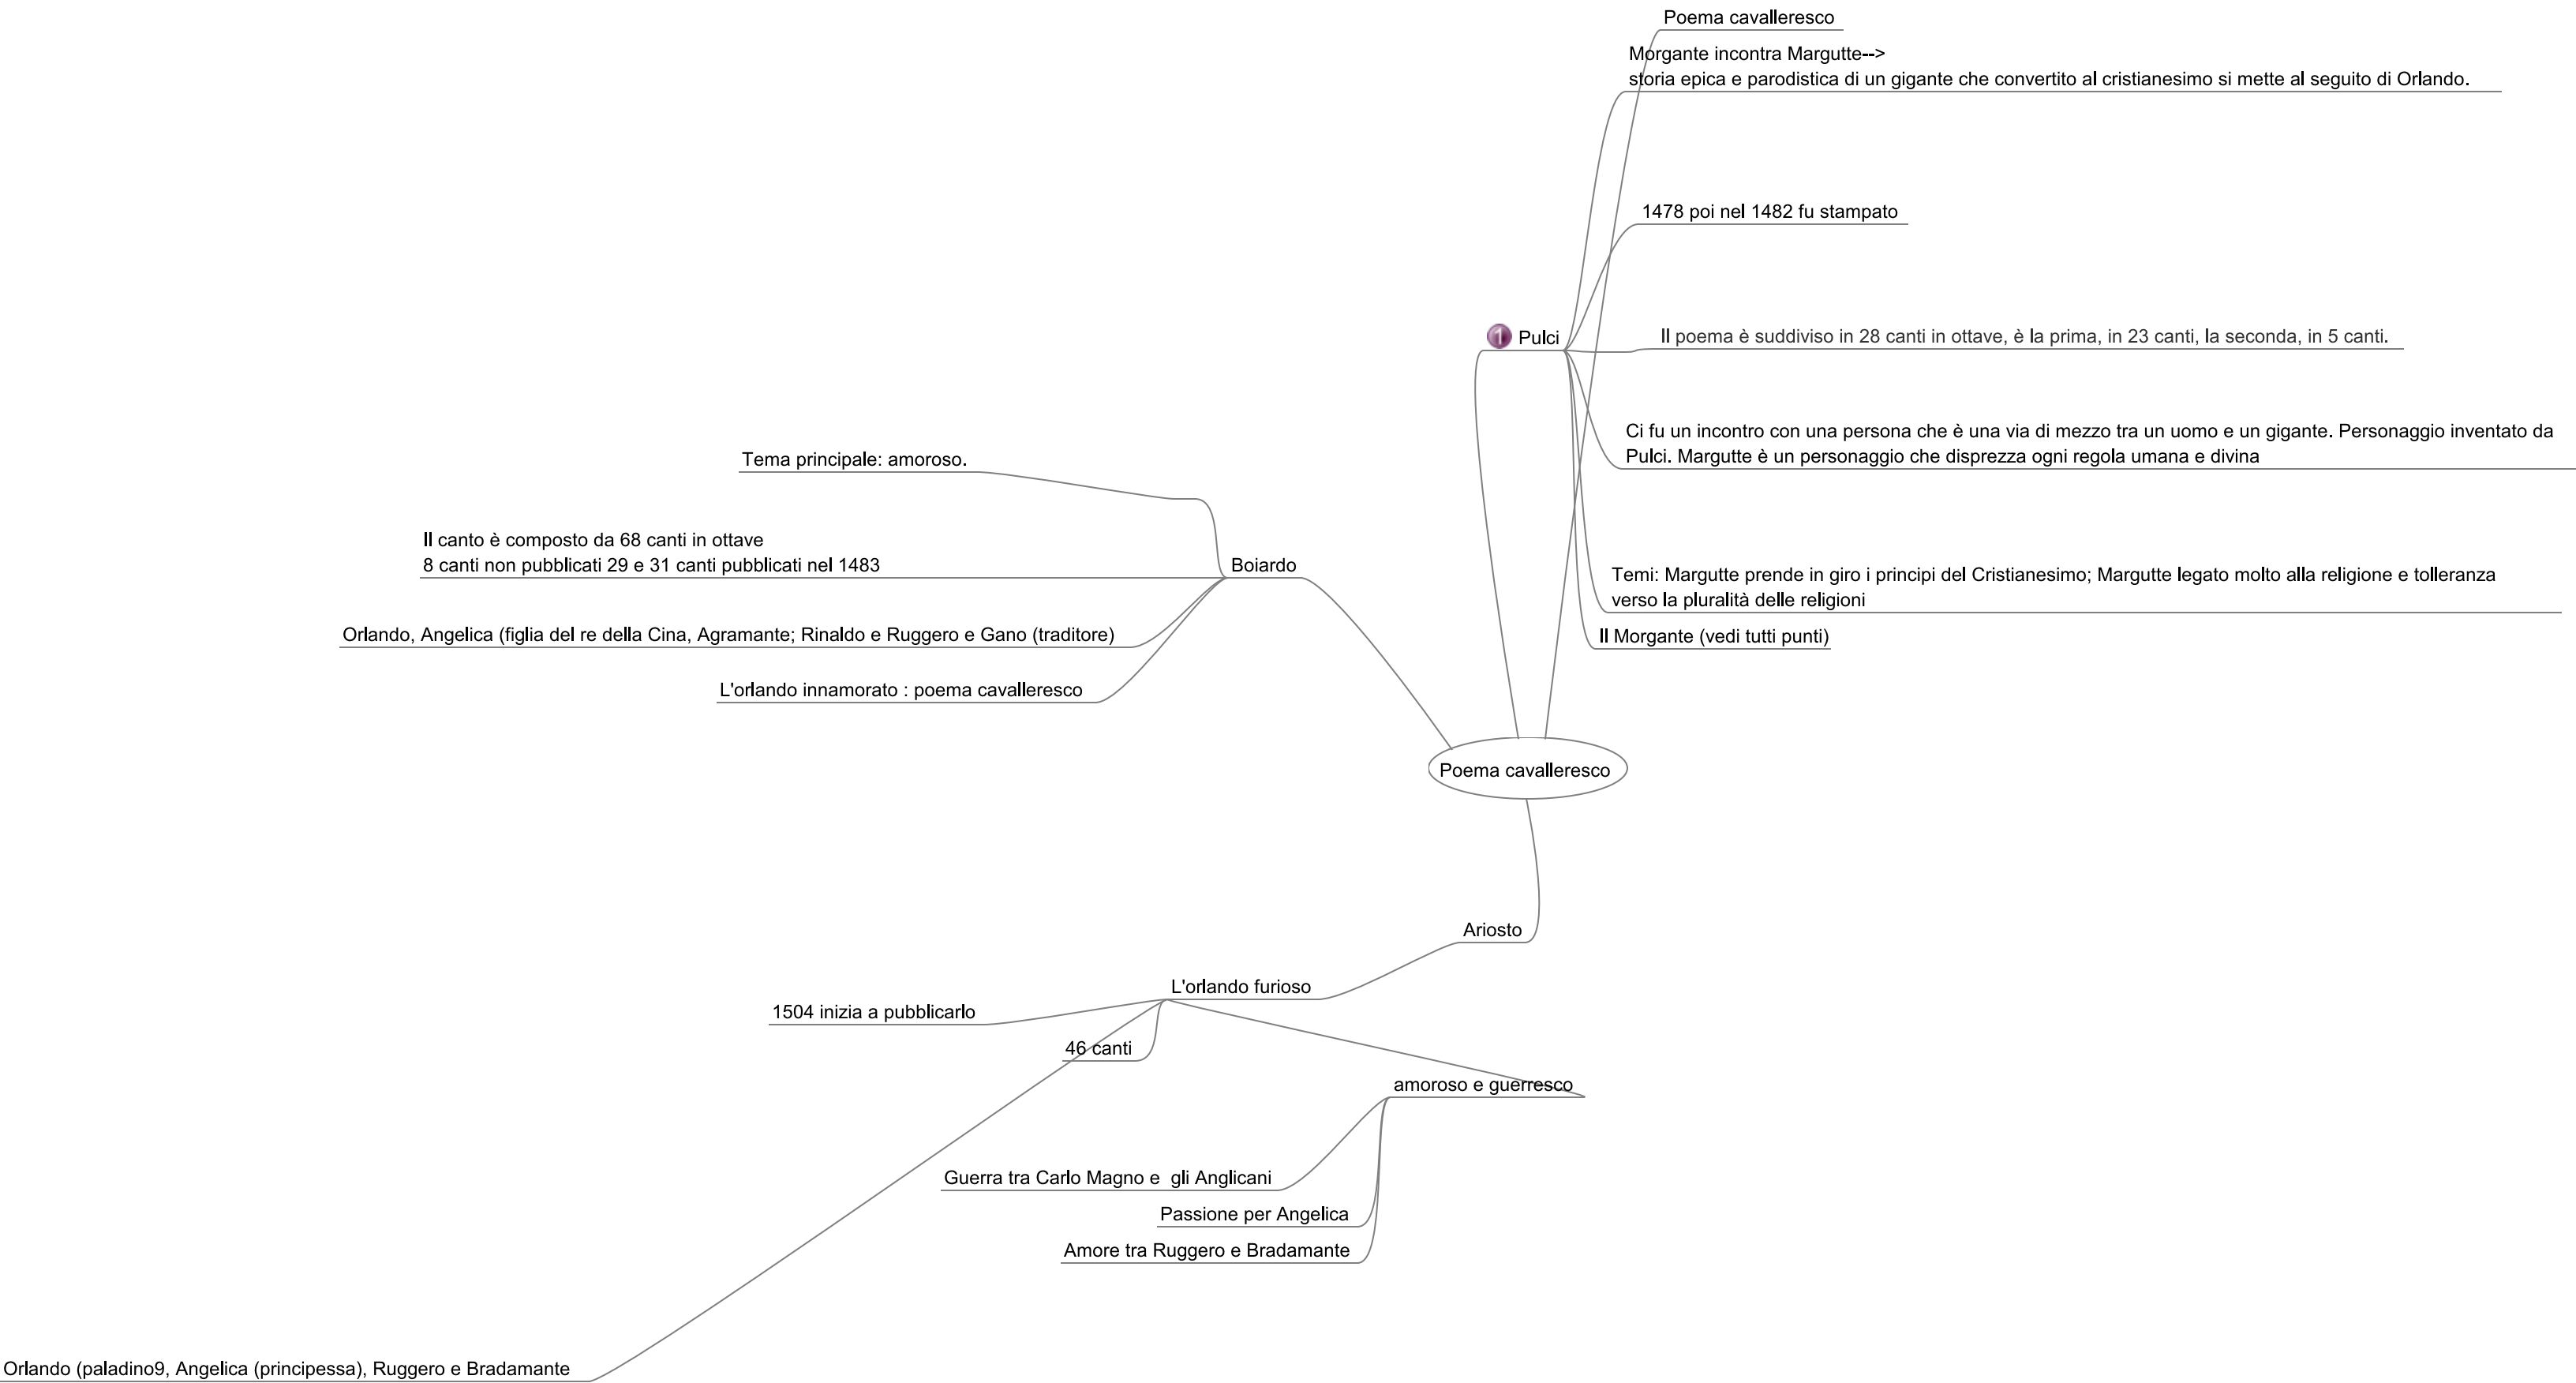 Poema cavalleresco
Morgante incontra Margutte-->
storia epica e parodistica di un gigante che convertito al cristianesimo si mette al seguito di Orlando.
1478 poi nel 1482 fu stampato
1 Pulci
Il poema è suddiviso in 28 canti in ottave, è la prima, in 23 canti, la seconda, in 5 canti.
Ci fu un incontro con una persona che è una via di mezzo tra un uomo e un gigante. Personaggio inventato da
Pulci. Margutte è un personaggio che disprezza ogni regola umana e divina
Temi: Margutte prende in giro i principi del Cristianesimo; Margutte legato molto alla religione e tolleranza
verso la pluralità delle religioni
Il Morgante (vedi tutti punti)
Tema principale: amoroso.
Il canto è composto da 68 canti in ottave
8 canti non pubblicati 29 e 31 canti pubblicati nel 1483
Boiardo
Orlando, Angelica (figlia del re della Cina, Agramante; Rinaldo e Ruggero e Gano (traditore)
L'orlando innamorato : poema cavalleresco
Poema cavalleresco
Ariosto
L'orlando furioso
1504 inizia a pubblicarlo
46 canti
amoroso e guerresco
Guerra tra Carlo Magno e  gli Anglicani
Passione per Angelica
Amore tra Ruggero e Bradamante
Orlando (paladino9, Angelica (principessa), Ruggero e Bradamante